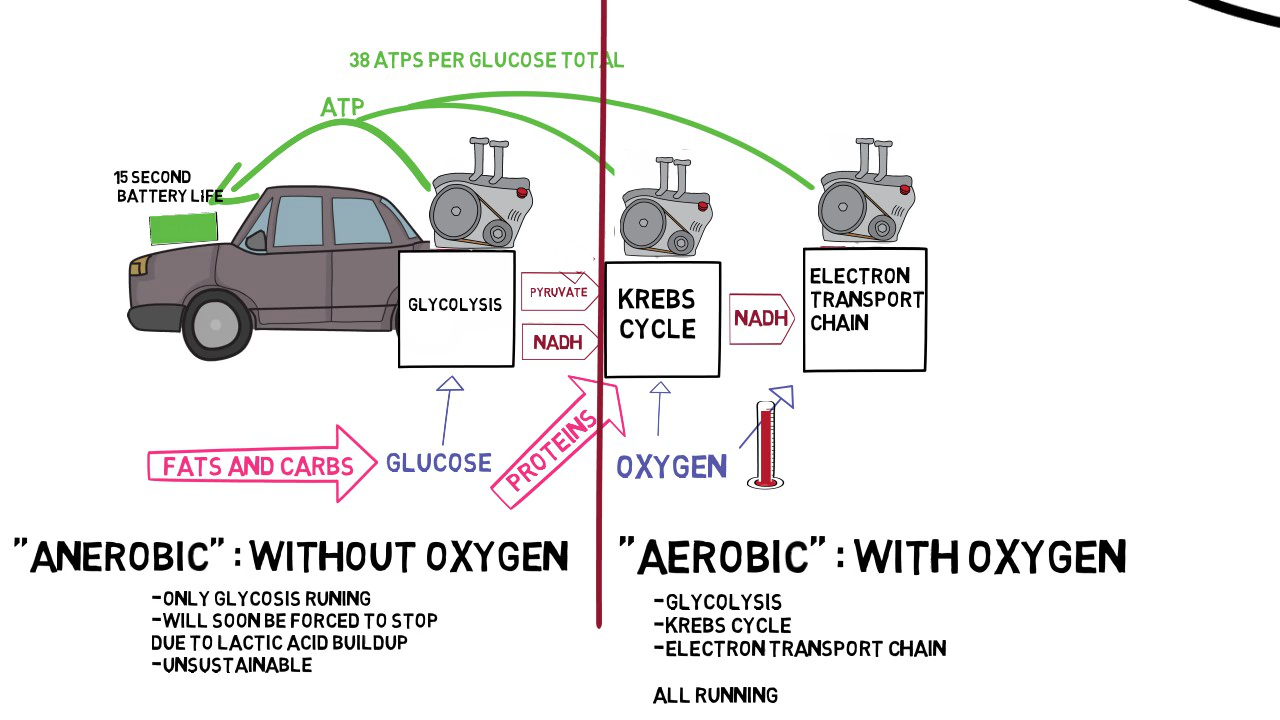 38 ATPS PER GLUCOSE TOTAL
ATP
15 SECOND
BATTERY LIFE
GLYCOLYSIS
PYRUVATE
NADH
KREBS
CYCLE
NADH
ELECTRON
TRANSPORT
CHAIN
FATS AND CARBS
GLUCOSE
PROTEINS
OXYGEN
"ANEROBIC" : WITHOUT OXYGEN
-ONLY GLYCOSIS RUNING
-WILL SOON BE FORCED TO STOP
DUE TO LACTIC ACID BUILDUP
-UNSUSTAINABLE
"AEROBIC" : WITH OXYGEN
-GLYCOLYSIS
-KREBS CYCLE
-ELECTRON TRANSPORT CHAIN
ALL RUNNING